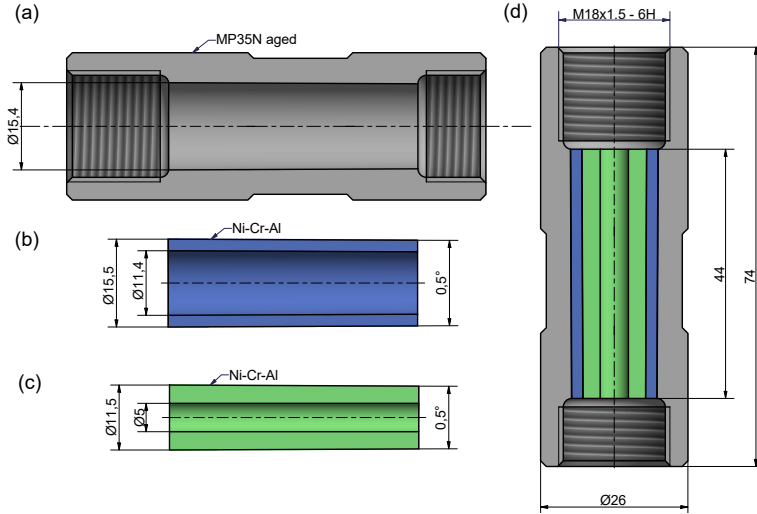 (a)
MP35N aged
Ø15,4
(b)
Ni-Cr-Al
Ø15,5
Ø11,4
0,5°
(c)
Ni-Cr-Al
Ø11,5
Ø5
0,5°
(d)
M18x1.5 - 6H
44
74
Ø26